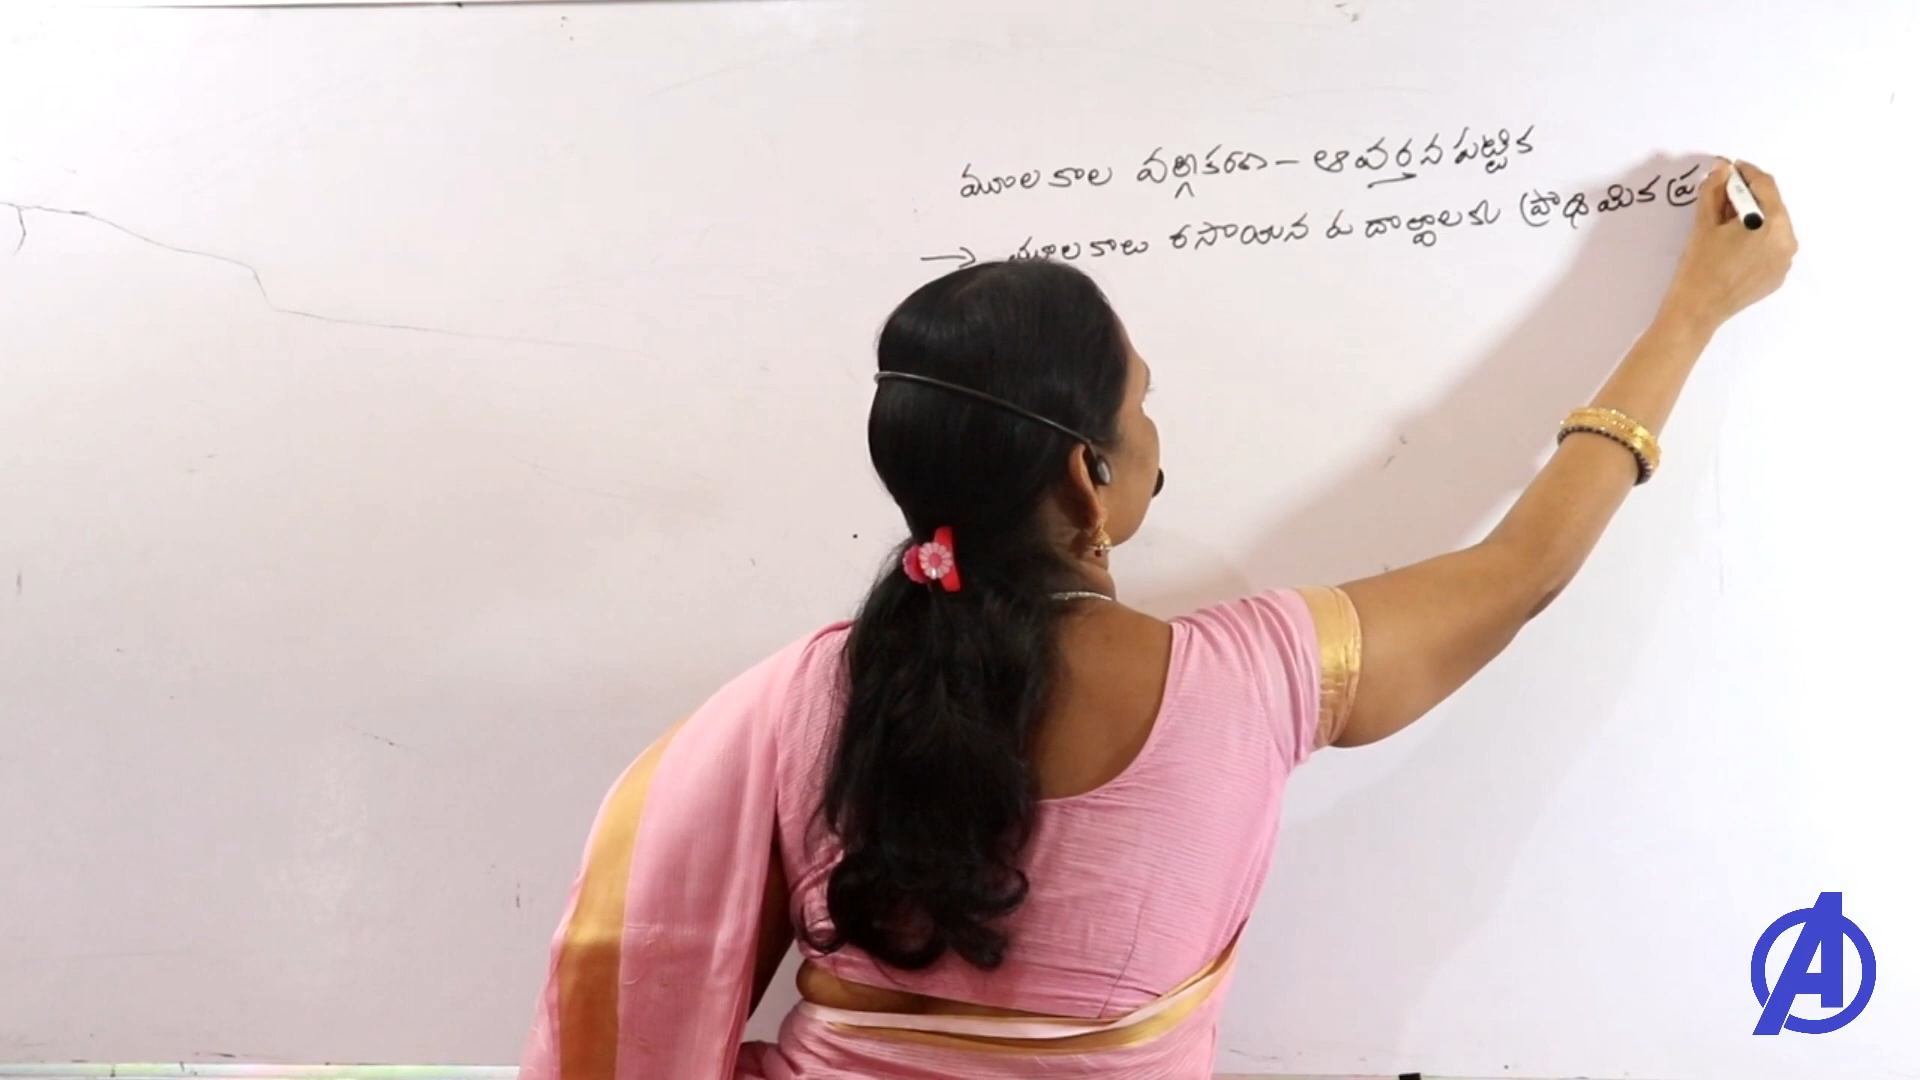 మూలకాల వర్గీకరణ – ఆవర్తన పట్టిక
→ మూలకాలు రసాయన పదార్థాలకు ప్రాథమిక